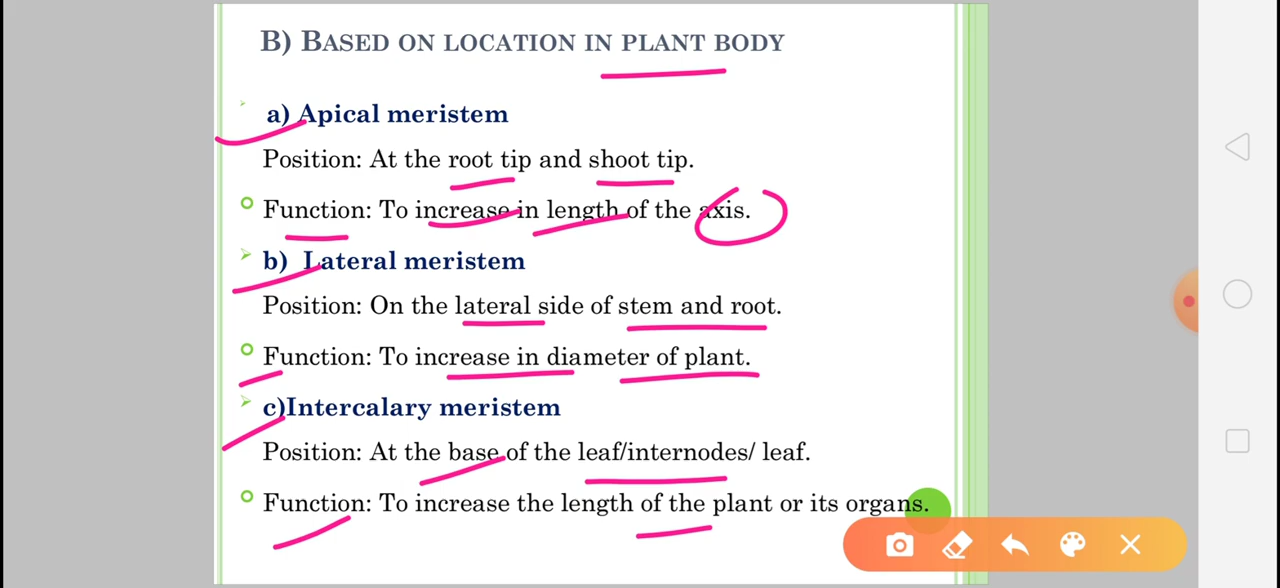 B) BASED ON LOCATION IN PLANT BODY
a) Apical meristem
Position: At the root tip and shoot tip.
Function: To increase in length of the axis.
b) Lateral meristem
Position: On the lateral side of stem and root.
Function: To increase in diameter of plant.
c)Intercalary meristem
Position: At the base of the leaf/internodes/ leaf.
Function: To increase the length of the plant or its organs.